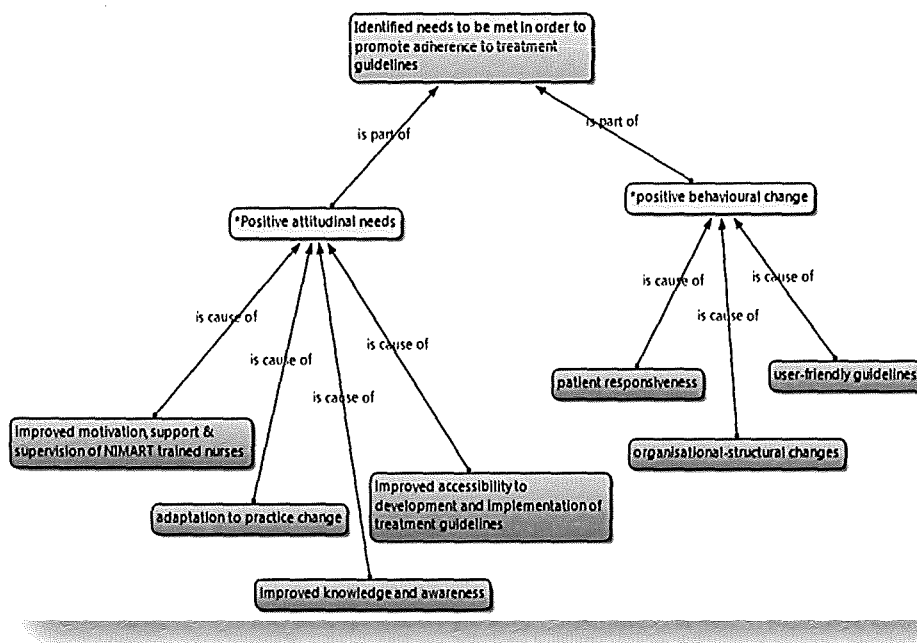 Identified needs to be met in order to
promote adherence to treatment
guidelines
is part of
is part of
*Positive attitudinal needs
*positive behavioural change
is cause of
is cause of
is cause of
is cause of
is cause of
is cause of
is cause of
patient responsiveness
user-friendly guidelines
Improved motivation, support &
supervision of NIMART trained nurses
organisational-structural changes
Improved accessibility to
development and implementation of
treatment guidelines
adaptation to practice change
Improved knowledge and awareness